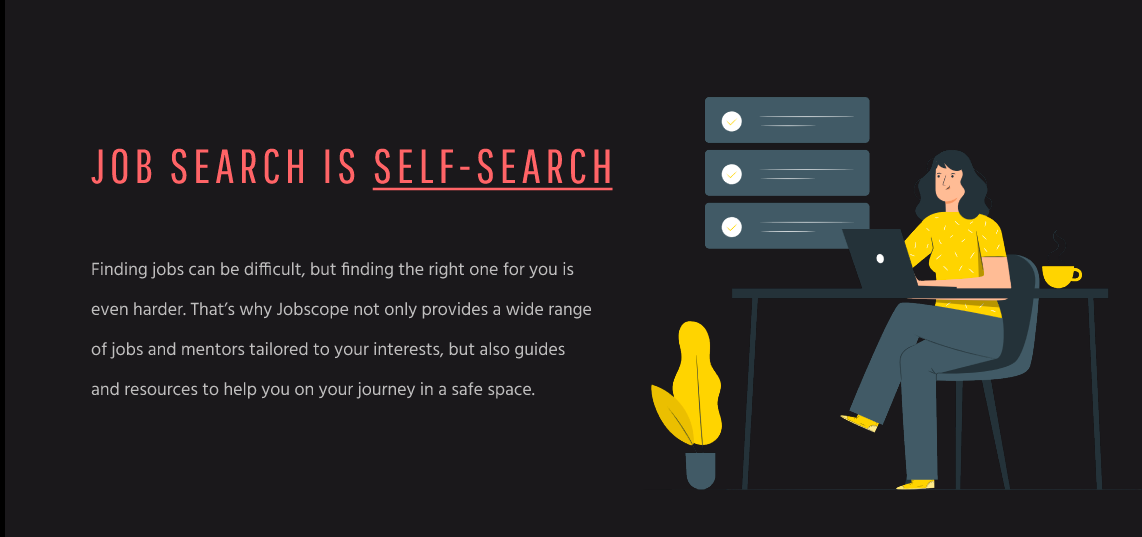 JOB SEARCH IS SELF-SEARCH
Finding jobs can be difficult, but finding the right one for you is
even harder. That’s why Jobscope not only provides a wide range
of jobs and mentors tailored to your interests, but also guides
and resources to help you on your journey in a safe space.